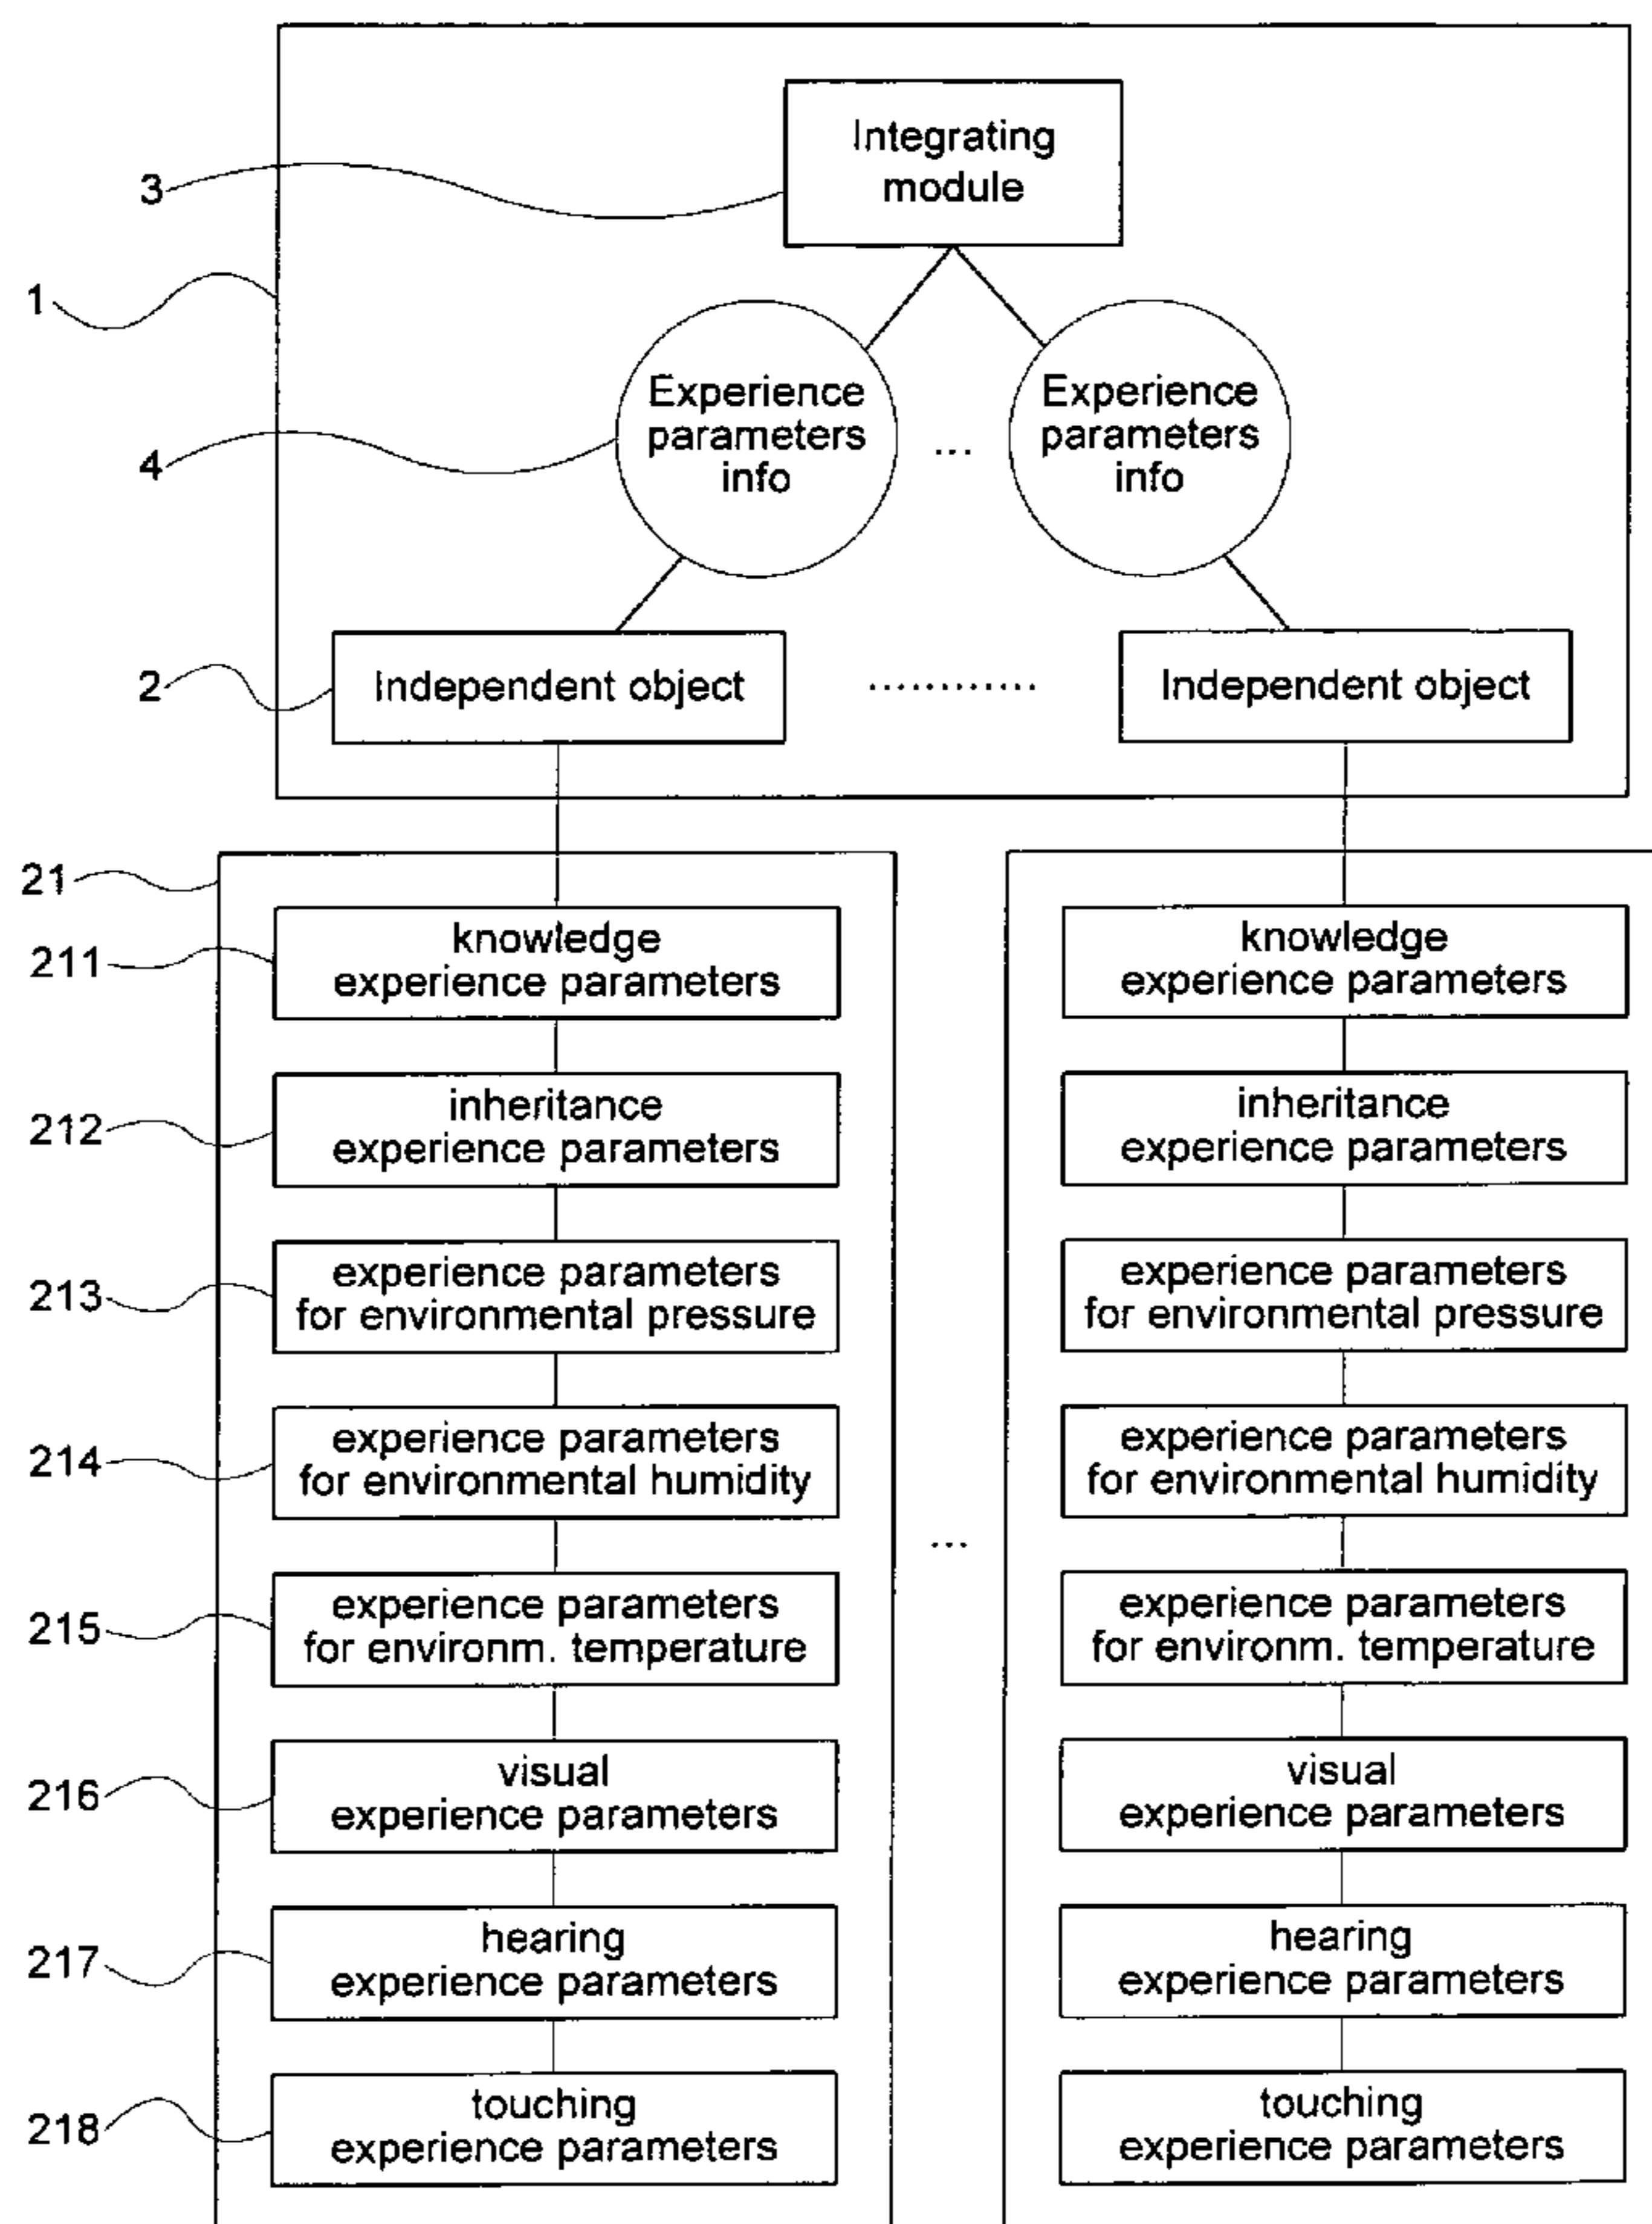 Integrating
module
3
1
Experience
parameters
info
...
Experience
parameters
info
4
2
Independent object
............
Independent object
21
211
knowledge
experience parameters
knowledge
experience parameters
212
inheritance
experience parameters
inheritance
experience parameters
213
experience parameters
for environmental pressure
experience parameters
for environmental pressure
214
experience parameters
for environmental humidity
experience parameters
for environmental humidity
...
215
experience parameters
for environm. temperature
experience parameters
for environm. temperature
216
visual
experience parameters
visual
experience parameters
217
hearing
experience parameters
hearing
experience parameters
218
touching
experience parameters
touching
experience parameters